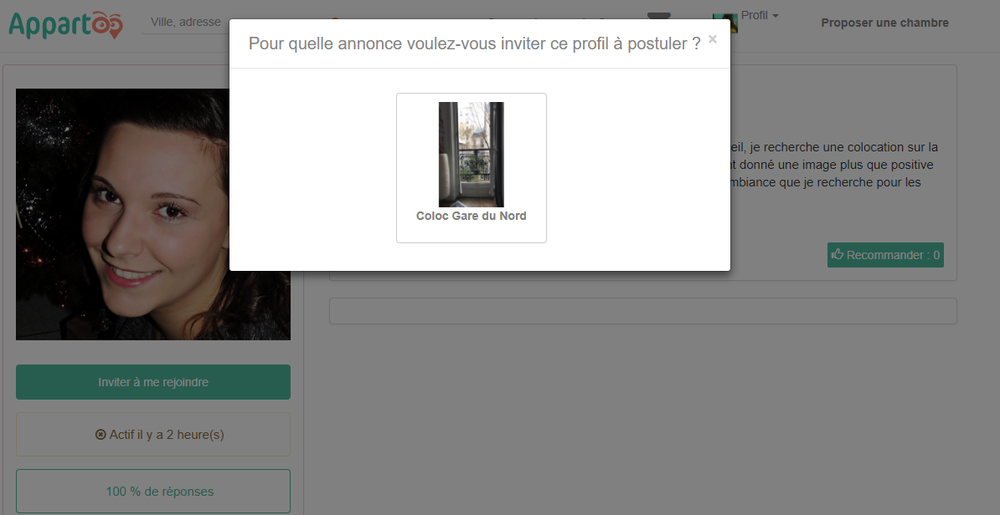 Appartoo
Ville, adresse
Profil
Proposer une chambre
Pour quelle annonce voulez-vous inviter ce profil à postuler ?
×
Coloc Gare du Nord
eil, je recherche une colocation sur la
t donné une image plus que positive
mbiance que je recherche pour les
Recommander : 0
Inviter à me rejoindre
Actif il y a 2 heure(s)
100 % de réponses